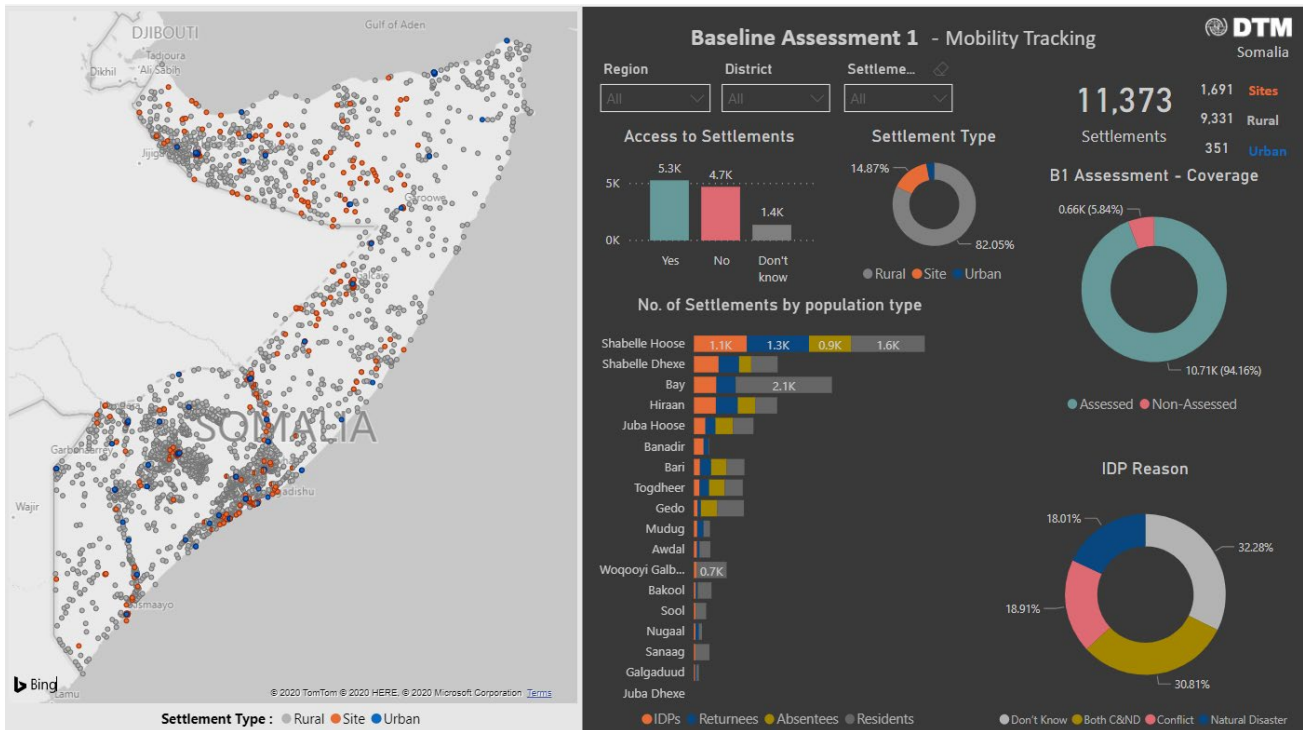 DJIBOUTI
Tadjoura
Dikhil
Ali Sabih
Gulf of Aden
Garoowe
Galcaio
SOMALIA
Wajir
Lamu
Bing
© 2020 TomTom © 2020 HERE, © 2020 Microsoft Corporation Terms
Settlement Type : Rural Site Urban
Baseline Assessment 1 - Mobility Tracking
DTM
Somalia
Region District Settleme...
All All All
11,373
Settlements
1,691 Sites
9,331 Rural
351 Urban
Access to Settlements
5K
0K
5.3K
4.7K
1.4K
Yes No Don't
know
Settlement Type
14.87%
82.05%
Rural Site Urban
B1 Assessment - Coverage
0.66K (5.84%)
10.71K (94.16%)
Assessed Non-Assessed
No. of Settlements by population type
Shabelle Hoose 1.1K 1.3K 0.9K 1.6K
Shabelle Dhexe
Bay 2.1K
Hiraan
Juba Hoose
Banadir
Bari
Togdheer
Gedo
Mudug
Awdal
Woqooyi Galb... 0.7K
Bakool
Sool
Nugaal
Sanaag
Galgaduud
Juba Dhexe
IDPs Returnees Absentees Residents
IDP Reason
18.01%
32.28%
18.91%
30.81%
Don't Know Both C&ND Conflict Natural Disaster